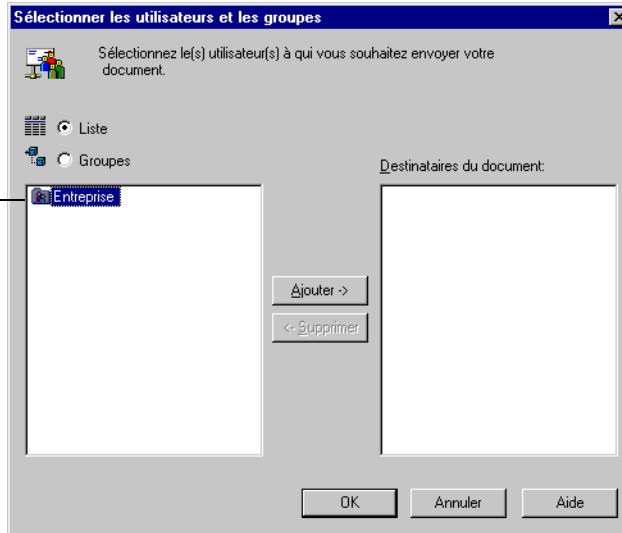 Sélectionner les utilisateurs et les groupes
Sélectionnez le(s) utilisateur(s) à qui vous souhaitez envoyer votre
document.
Liste
Groupes
Destinataires du document:
Entreprise
Ajouter ->
<- Supprimer
OK
Annuler
Aide